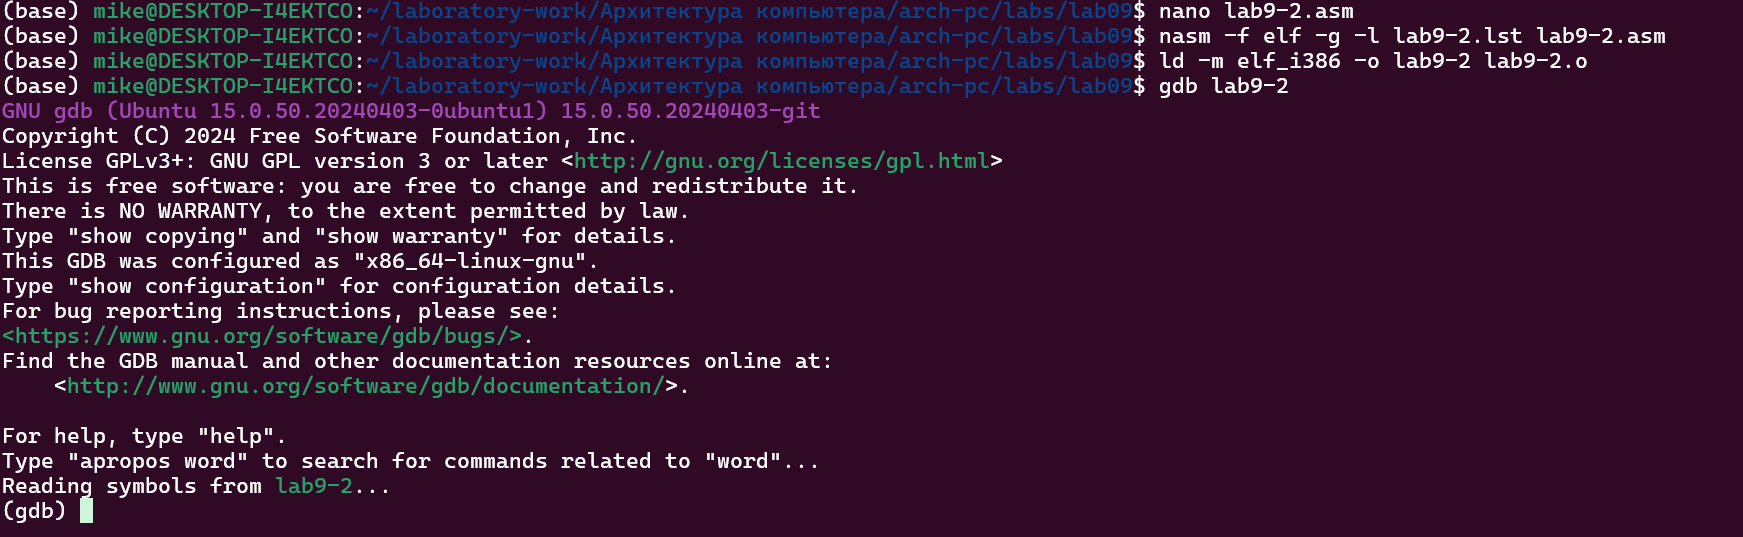 (base) mike@DESKTOP-I4EKTCO:~/laboratory-work/Архитектура компьютера/arch-pc/labs/lab09$ nano lab9-2.asm
(base) mike@DESKTOP-I4EKTCO:~/laboratory-work/Архитектура компьютера/arch-pc/labs/lab09$ nasm -f elf -g -l lab9-2.lst lab9-2.asm
(base) mike@DESKTOP-I4EKTCO:~/laboratory-work/Архитектура компьютера/arch-pc/labs/lab09$ ld -m elf_i386 -o lab9-2 lab9-2.o
(base) mike@DESKTOP-I4EKTCO:~/laboratory-work/Архитектура компьютера/arch-pc/labs/lab09$ gdb lab9-2
GNU gdb (Ubuntu 15.0.50.20240403-0ubuntu1) 15.0.50.20240403-git
Copyright (C) 2024 Free Software Foundation, Inc.
License GPLv3+: GNU GPL version 3 or later <http://gnu.org/licenses/gpl.html>
This is free software: you are free to change and redistribute it.
There is NO WARRANTY, to the extent permitted by law.
Type "show copying" and "show warranty" for details.
This GDB was configured as "x86_64-linux-gnu".
Type "show configuration" for configuration details.
For bug reporting instructions, please see:
<https://www.gnu.org/software/gdb/bugs/>.
Find the GDB manual and other documentation resources online at:
    <http://www.gnu.org/software/gdb/documentation/>.

For help, type "help".
Type "apropos word" to search for commands related to "word"...
Reading symbols from lab9-2...
(gdb)